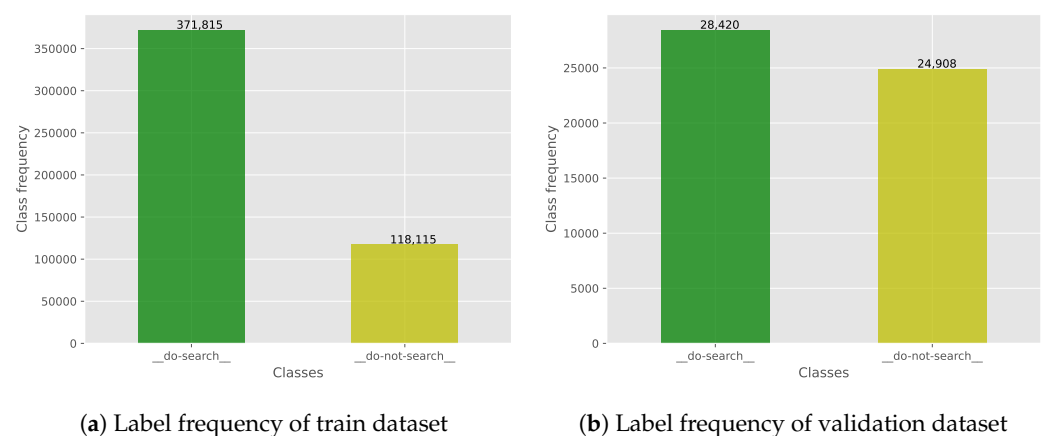 371,815
118,115
350000
300000
250000
200000
150000
100000
50000
0
Class frequency
__do-search__
__do-not-search__
Classes
(a) Label frequency of train dataset
28,420
24,908
25000
20000
15000
10000
5000
0
Class frequency
__do-search__
__do-not-search__
Classes
(b) Label frequency of validation dataset